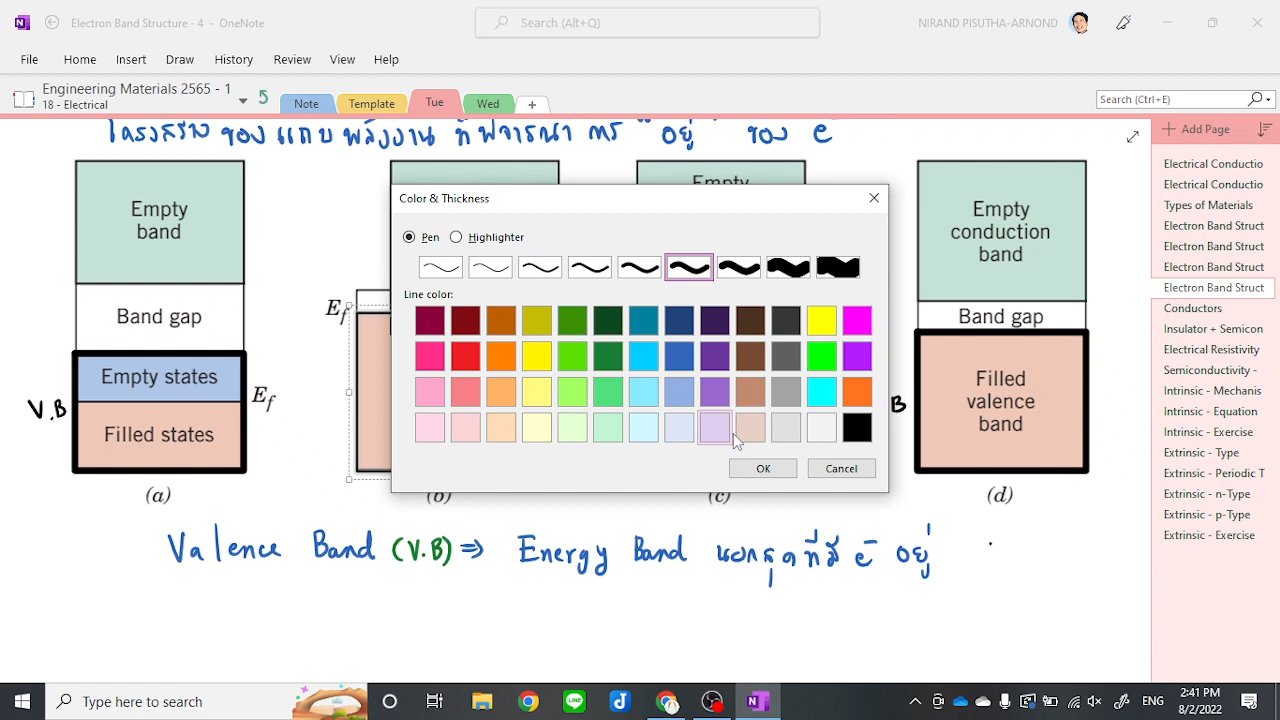 Electron Band Structure - 4 - OneNote
Search (Alt+Q)
NIRAND PISUTHA-ARNOND
File Home Insert Draw History Review View Help
Engineering Materials 2565 - 1
18 - Electrical
Note Template Tue Wed +
Search (Ctrl+E)
โครงสร้าง ของ แถบ พลังงาน ที่ พิจารณา การ " อยู่ " ของ e⁻
Add Page
Electrical Conductio
Electrical Conductio
Types of Materials
Electron Band Struct
Electron Band Struct
Electron Band Struct
Electron Band Struct
Conductors
Insulator + Semicon
Electrical Resistivity
Semiconductivity -
Intrinsic - Mechanis
Intrinsic - Equation
Intrinsic - Exercise
Extrinsic - Type
Extrinsic - Periodic T
Extrinsic - n-Type
Extrinsic - p-Type
Extrinsic - Exercise
Empty
band
Band gap
Empty states
Filled states
V.B
Ef
(a)
Ef
(b)
Empty
(c)
Empty
conduction
band
Band gap
Filled
valence
band
B
(d)
Color & Thickness
Pen Highlighter
Line color:
OK Cancel
Valence Band (V.B) ⇒ Energy Band นอกสุดที่มี e⁻ อยู่
Type here to search
ENG
2:41 PM
8/2/2022